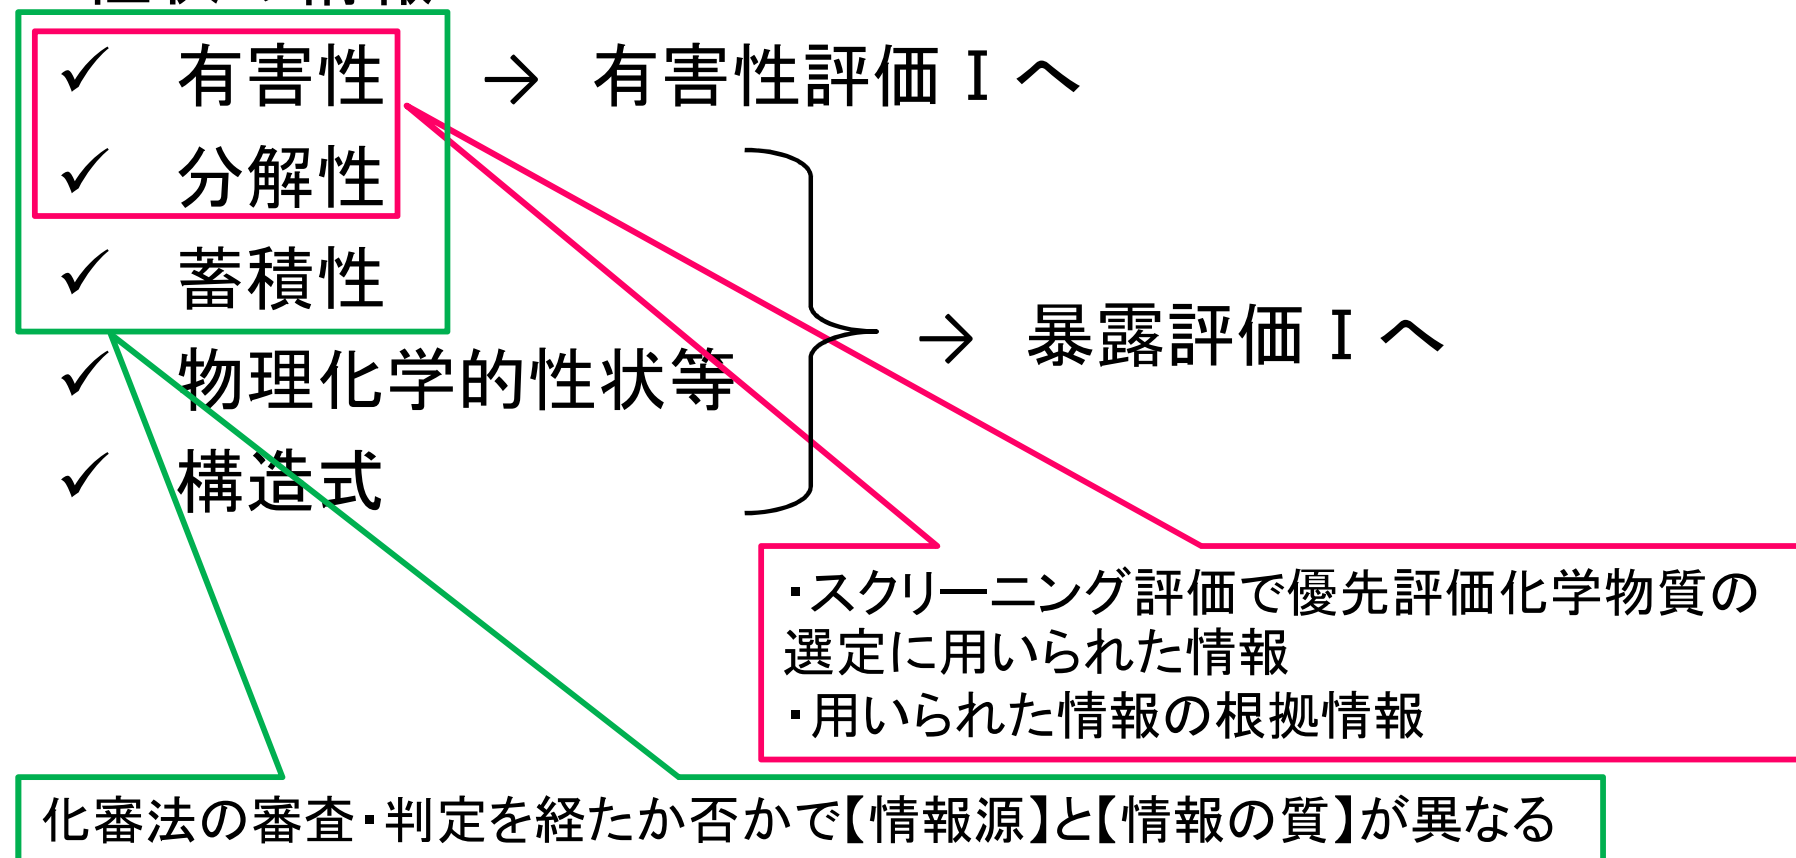 ✓ 有害性 → 有害性評価Ⅰへ
✓ 分解性
✓ 蓄積性
→ 暴露評価Ⅰへ
✓ 物理化学的性状等
✓ 構造式
・スクリーニング評価で優先評価化学物質の
選定に用いられた情報
・用いられた情報の根拠情報
化審法の審査・判定を経たか否かで【情報源】と【情報の質】が異なる